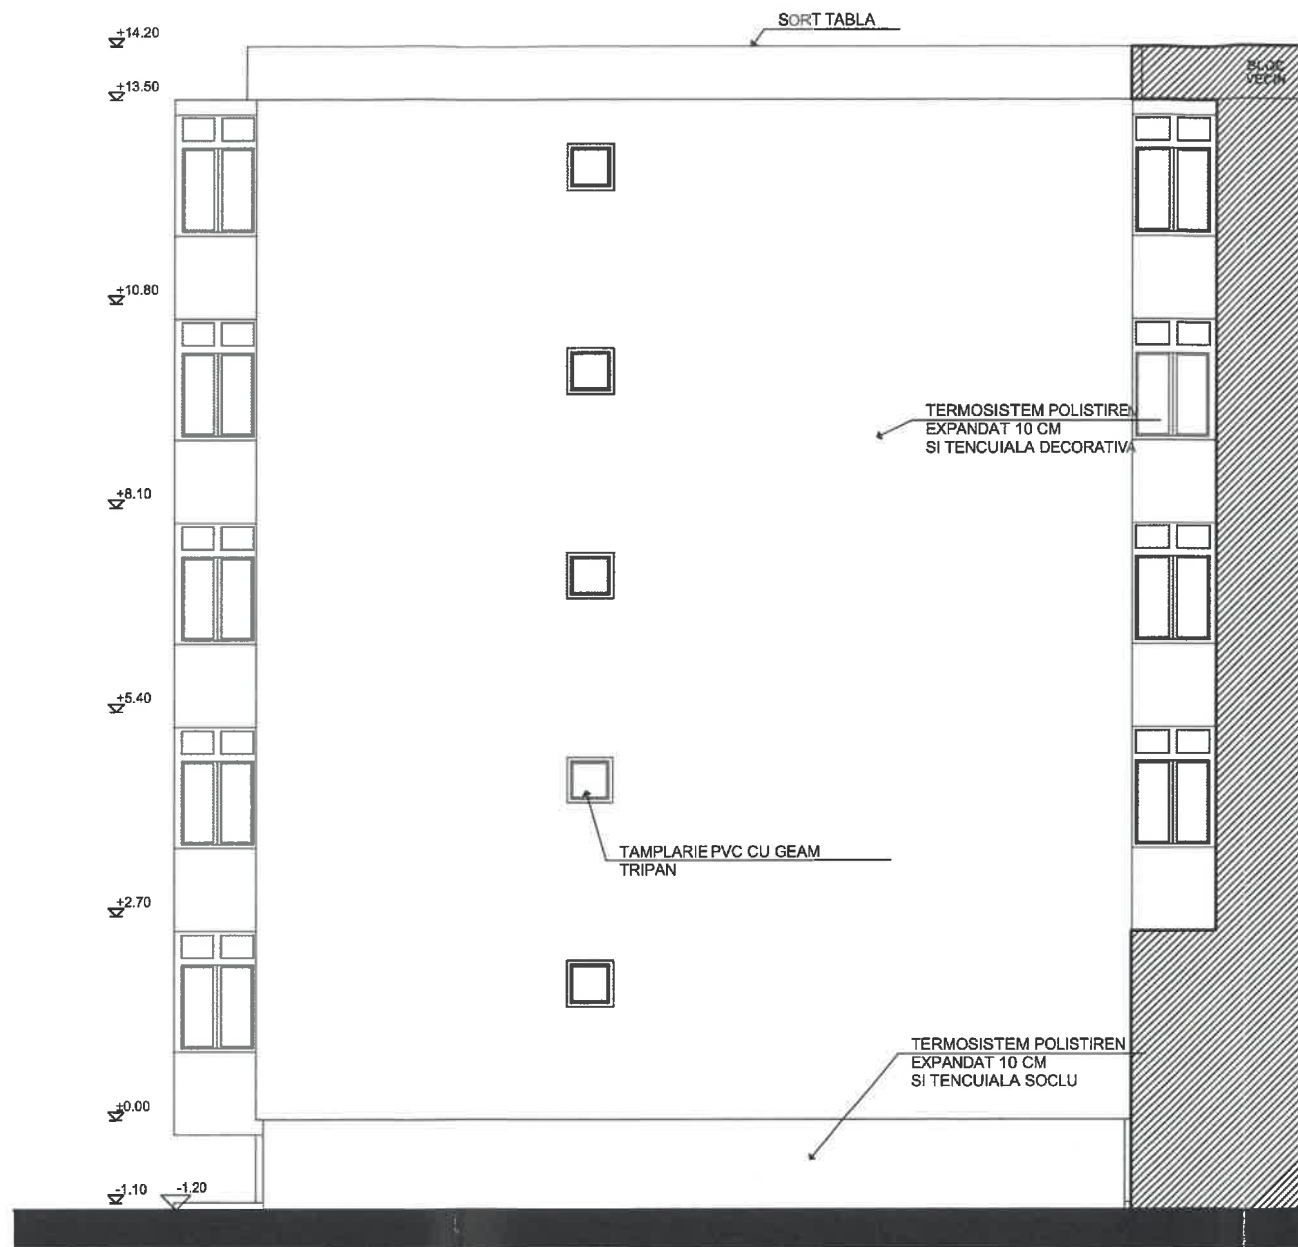 SORT TABLA
+14.20
BLOC
VECIN
+13.50
+10.80
TERMOSISTEM POLISTIREN
EXPANDAT 10 CM
SI TENCUIALA DECORATIVA
+8.10
+5.40
TAMPLARIE PVC CU GEAM
TRIPAN
+2.70
TERMOSISTEM POLISTIREN
EXPANDAT 10 CM
SI TENCUIALA SOCLU
±0.00
-1.10
-1.20